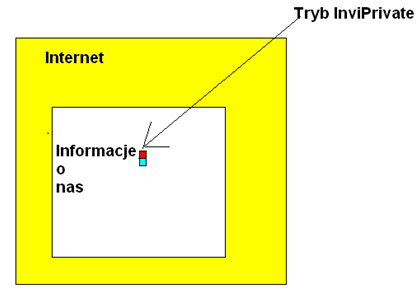 Tryb InviPrivate
Internet
Informacje
o
nas